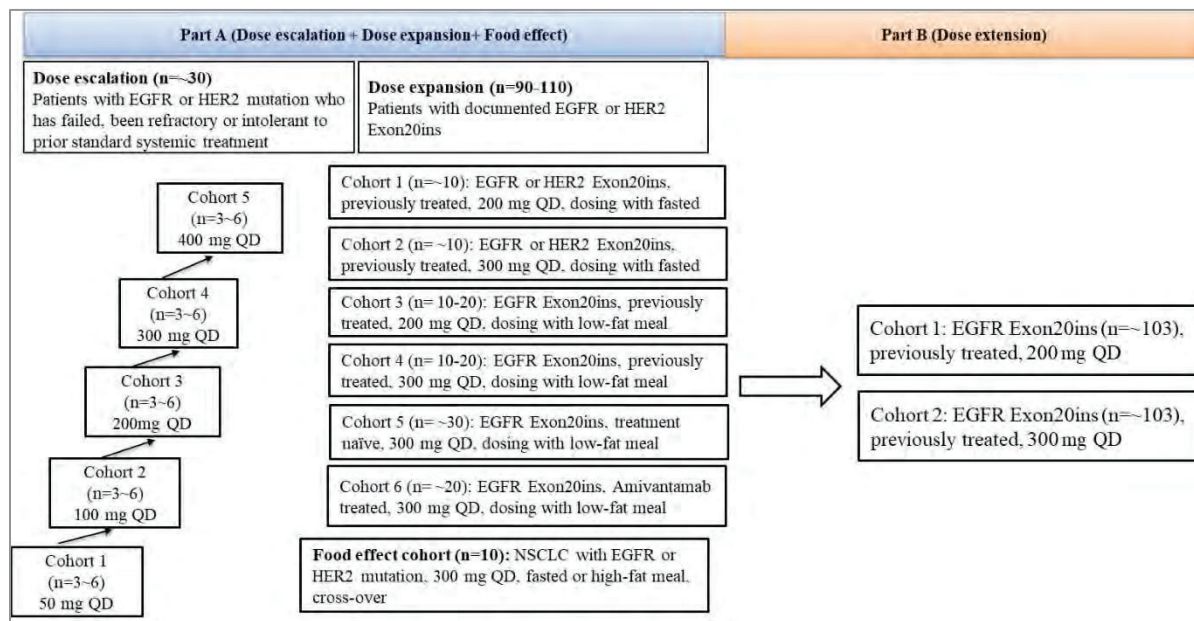 Part A (Dose escalation + Dose expansion+ Food effect)
Part B (Dose extension)
Dose escalation (n=~30)
Patients with EGFR or HER2 mutation who
has failed, been refractory or intolerant to
prior standard systemic treatment
Dose expansion (n=90-110)
Patients with documented EGFR or HER2
Exon20ins
Cohort 5
(n=3~6)
400 mg QD
Cohort 4
(n=3~6)
300 mg QD
Cohort 3
(n=3~6)
200mg QD
Cohort 2
(n=3~6)
100 mg QD
Cohort 1
(n=3~6)
50 mg QD
Cohort 1 (n=~10): EGFR or HER2 Exon20ins,
previously treated, 200 mg QD, dosing with fasted
Cohort 2 (n= ~10): EGFR or HER2 Exon20ins,
previously treated, 300 mg QD, dosing with fasted
Cohort 3 (n= 10-20): EGFR Exon20ins, previously
treated, 200 mg QD, dosing with low-fat meal
Cohort 4 (n= 10-20): EGFR Exon20ins, previously
treated, 300 mg QD, dosing with low-fat meal
Cohort 5 (n= ~30): EGFR Exon20ins, treatment
naïve, 300 mg QD, dosing with low-fat meal
Cohort 6 (n= ~20): EGFR Exon20ins, Amivantamab
treated, 300 mg QD, dosing with low-fat meal
Food effect cohort (n=10): NSCLC with EGFR or
HER2 mutation, 300 mg QD, fasted or high-fat meal,
cross-over
Cohort 1: EGFR Exon20ins (n=~103),
previously treated, 200 mg QD
Cohort 2: EGFR Exon20ins (n=~103),
previously treated, 300 mg QD